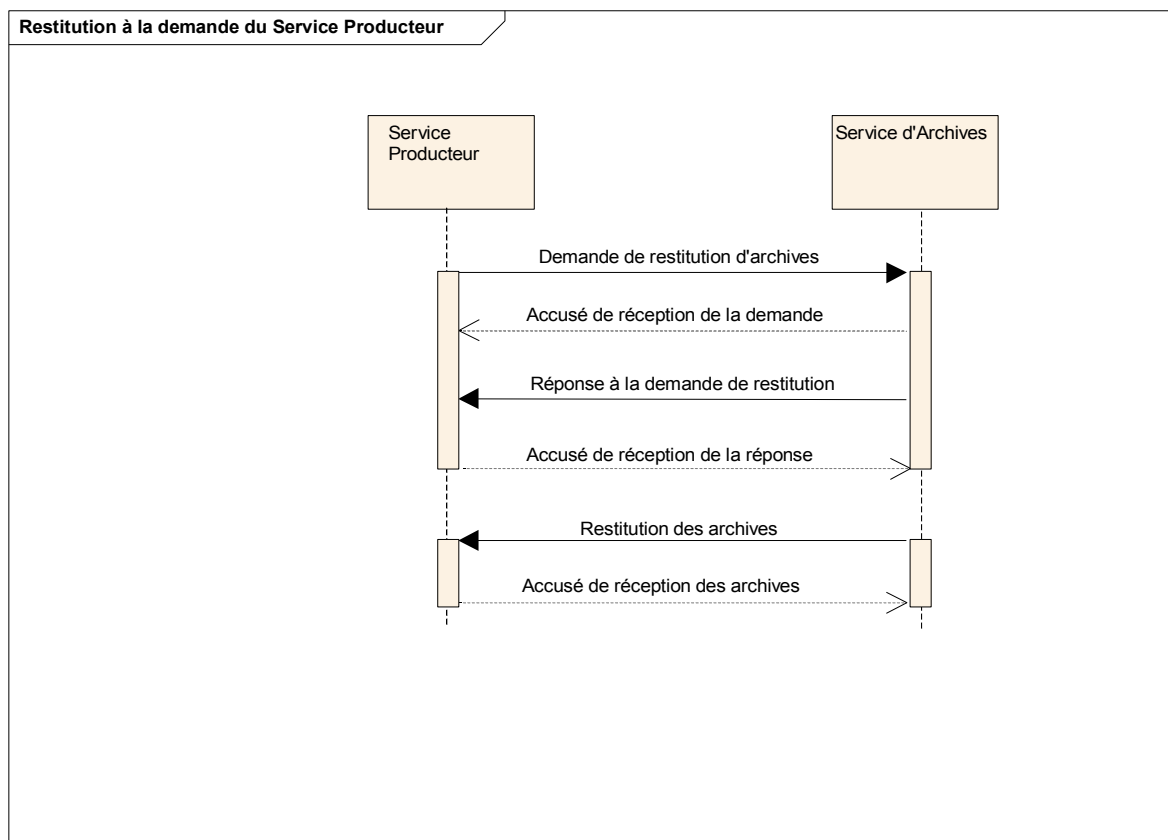 Restitution à la demande du Service Producteur
Service
Producteur
Service d'Archives
Demande de restitution d'archives
Accusé de réception de la demande
Réponse à la demande de restitution
Accusé de réception de la réponse
Restitution des archives
Accusé de réception des archives